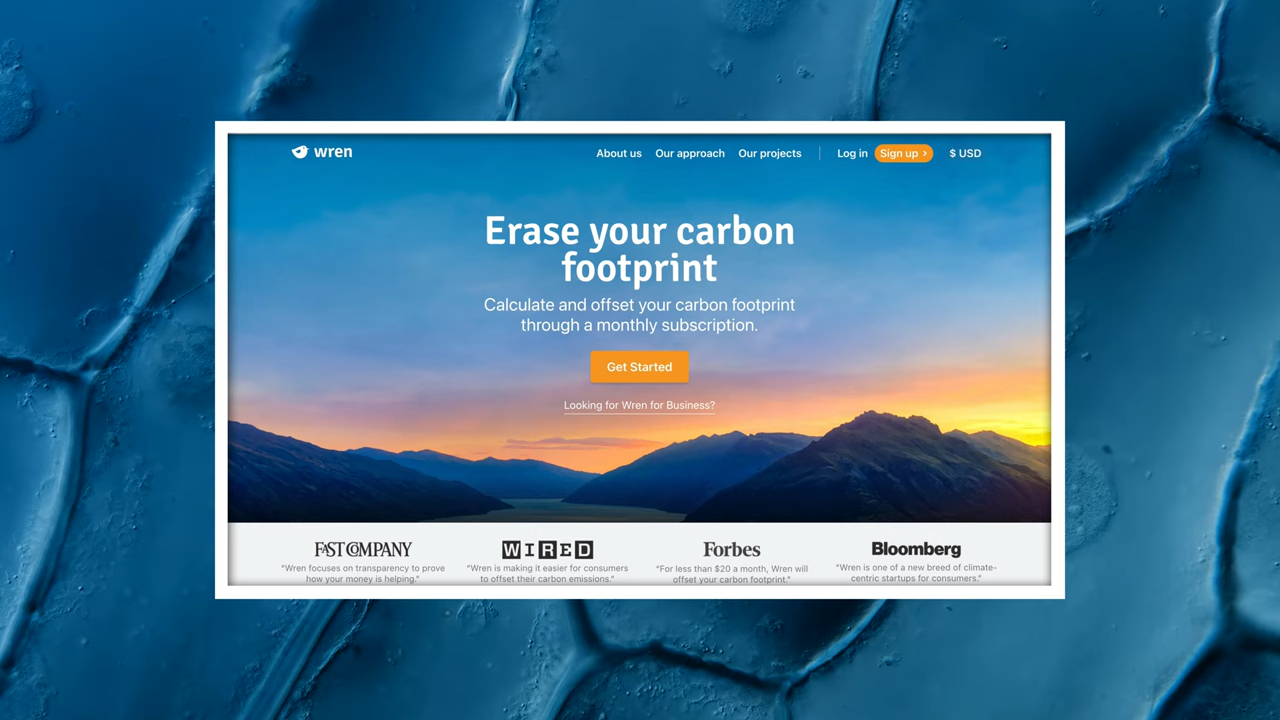 wren
About us Our approach Our projects Log in Sign up › $ USD
Erase your carbon
footprint
Calculate and offset your carbon footprint
through a monthly subscription.
Get Started
Looking for Wren for Business?
FAST COMPANY
“Wren focuses on transparency to prove
how your money is helping.”
WIRED
“Wren is making it easier for consumers
to offset their carbon emissions.”
Forbes
“For less than $20 a month, Wren will
offset your carbon footprint.”
Bloomberg
“Wren is one of a new breed of climate-
centric startups for consumers.”